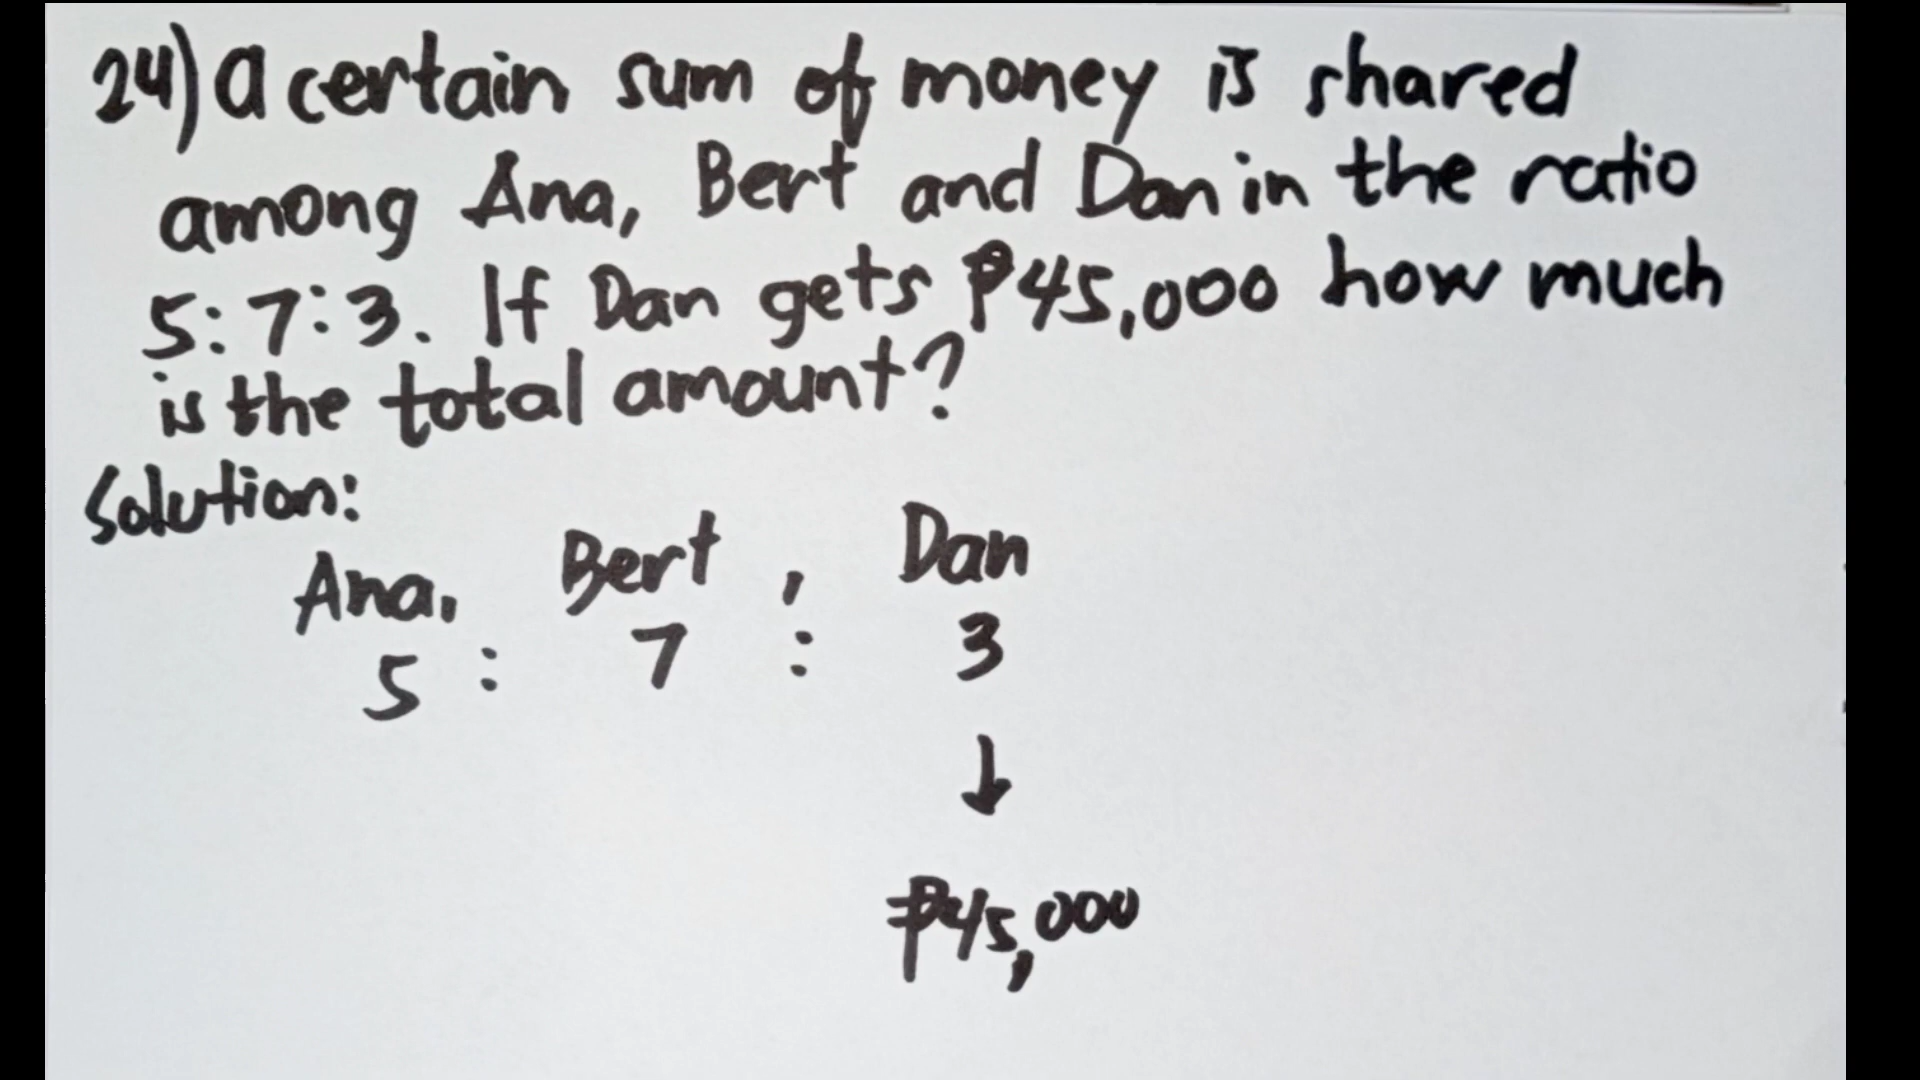 24) a certain sum of money is shared
among Ana, Bert and Dan in the ratio
5:7:3. If Dan gets ₱45,000 how much
is the total amount?
Solution:
Ana, Bert , Dan
5 : 7 : 3
↓
₱45,000